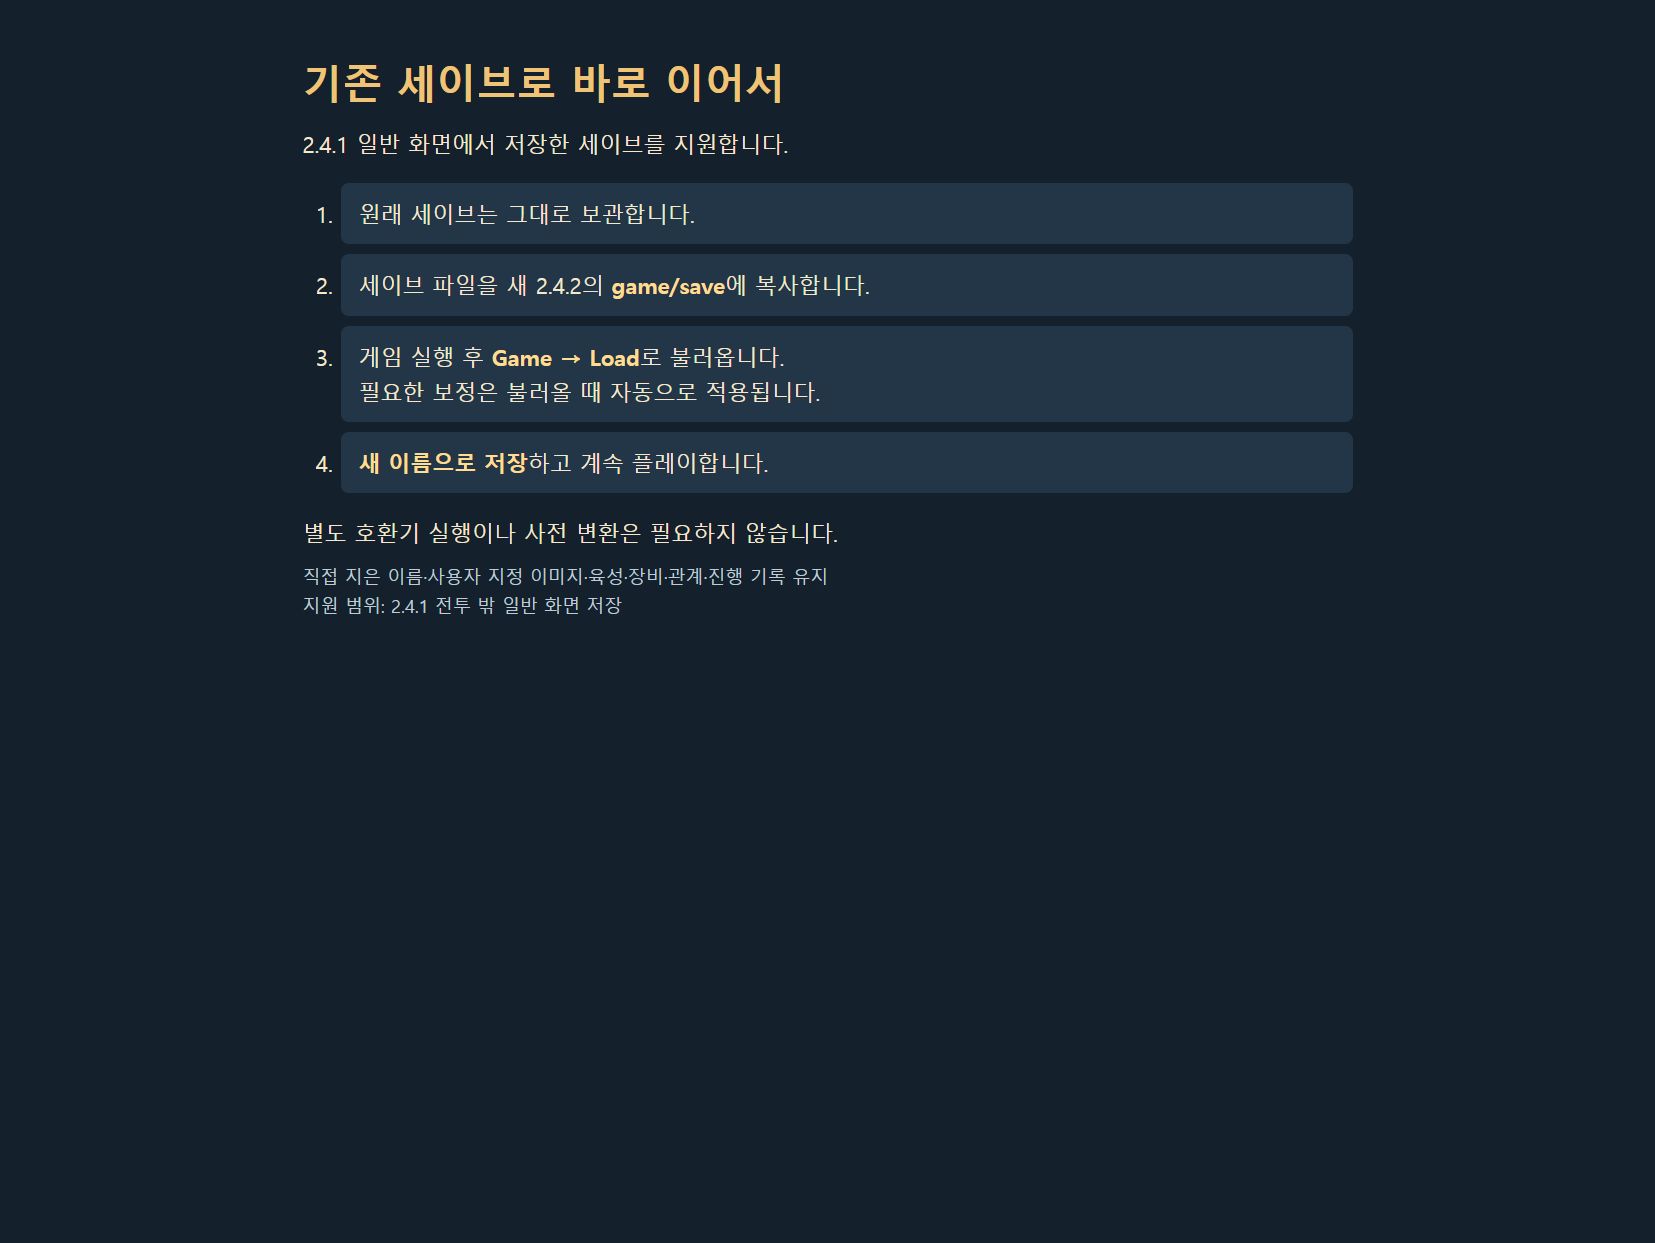 기존 세이브로 바로 이어서
2.4.1 일반 화면에서 저장한 세이브를 지원합니다.
1. 원래 세이브는 그대로 보관합니다.
2. 세이브 파일을 새 2.4.2의 game/save에 복사합니다.
3. 게임 실행 후 Game → Load로 불러옵니다.
필요한 보정은 불러올 때 자동으로 적용됩니다.
4. 새 이름으로 저장하고 계속 플레이합니다.
별도 호환기 실행이나 사전 변환은 필요하지 않습니다.
직접 지은 이름·사용자 지정 이미지·육성·장비·관계·진행 기록 유지
지원 범위: 2.4.1 전투 밖 일반 화면 저장